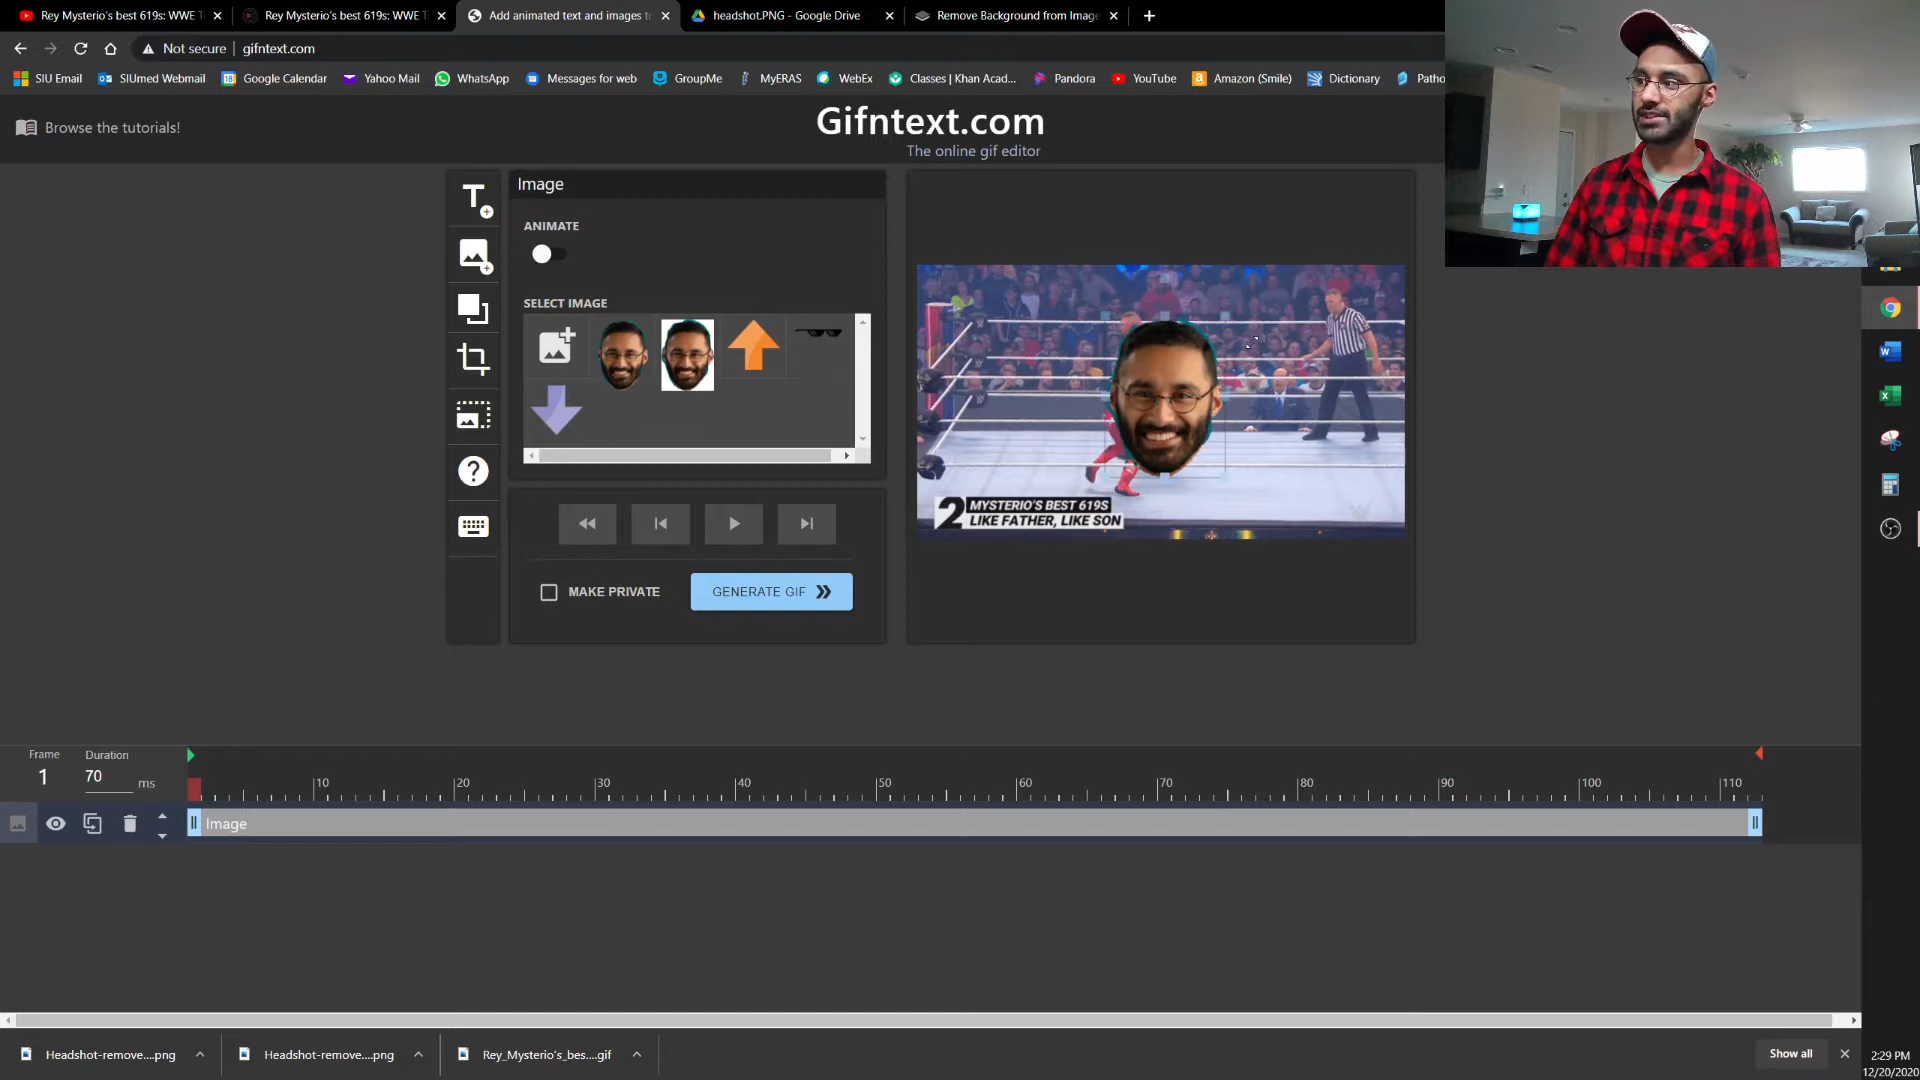 Rey Mysterio's best 619s: WWE T
Rey Mysterio's best 619s: WWE T
Add animated text and images to
headshot.PNG - Google Drive
Remove Background from Image
Not secure
gifntext.com
SIU Email
SIUmed Webmail
Google Calendar
Yahoo Mail
WhatsApp
Messages for web
GroupMe
MyERAS
WebEx
Classes | Khan Acad...
Pandora
YouTube
Amazon (Smile)
Dictionary
Patho
Browse the tutorials!
Gifntext.com
The online gif editor
Image
ANIMATE
SELECT IMAGE
2 MYSTERIO'S BEST 619S
LIKE FATHER, LIKE SON
MAKE PRIVATE
GENERATE GIF
Frame
Duration
1
70
ms
10
20
30
40
50
60
70
80
90
100
110
Image
Headshot-remove....png
Headshot-remove....png
Rey_Mysterio's_bes....gif
Show all
2:29 PM
12/20/2020